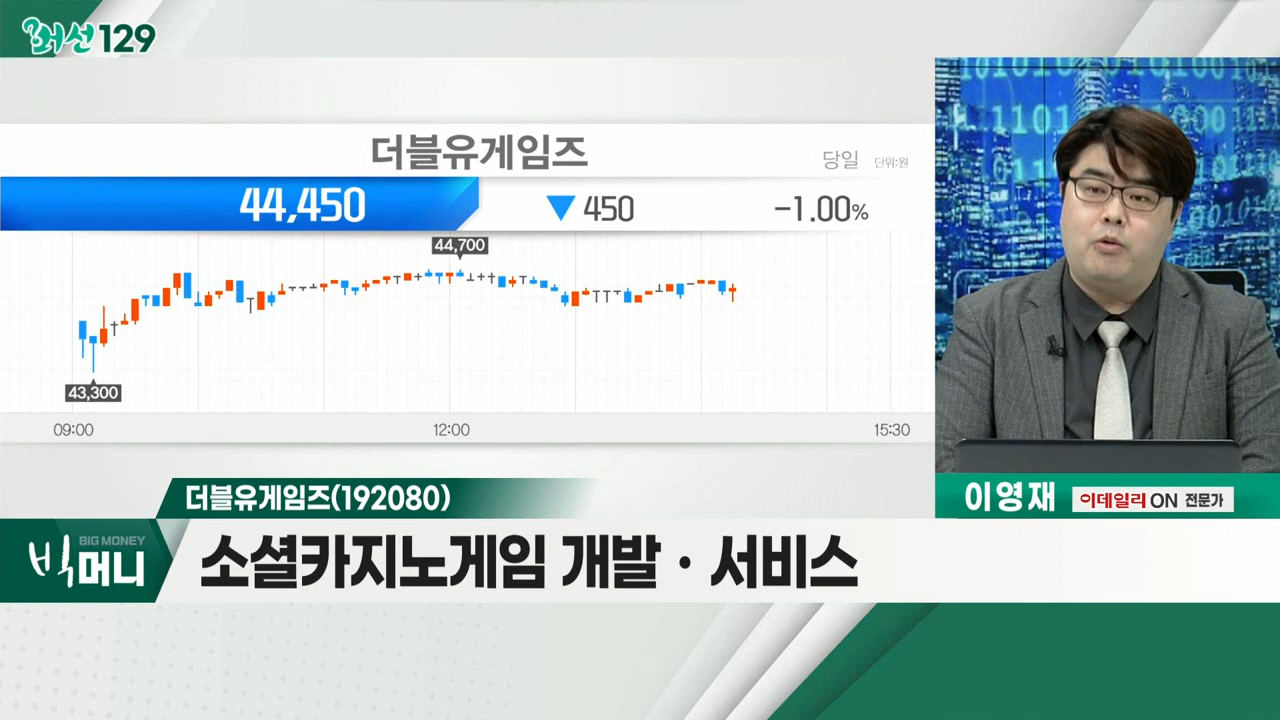 회선129
더블유게임즈
당일 단위:원
44,450 ▼450 -1.00%
44,700
43,300
09:00 12:00 15:30
더블유게임즈(192080)
이영재 이데일리ON 전문가
BIG MONEY
빅머니
소셜카지노게임 개발・서비스